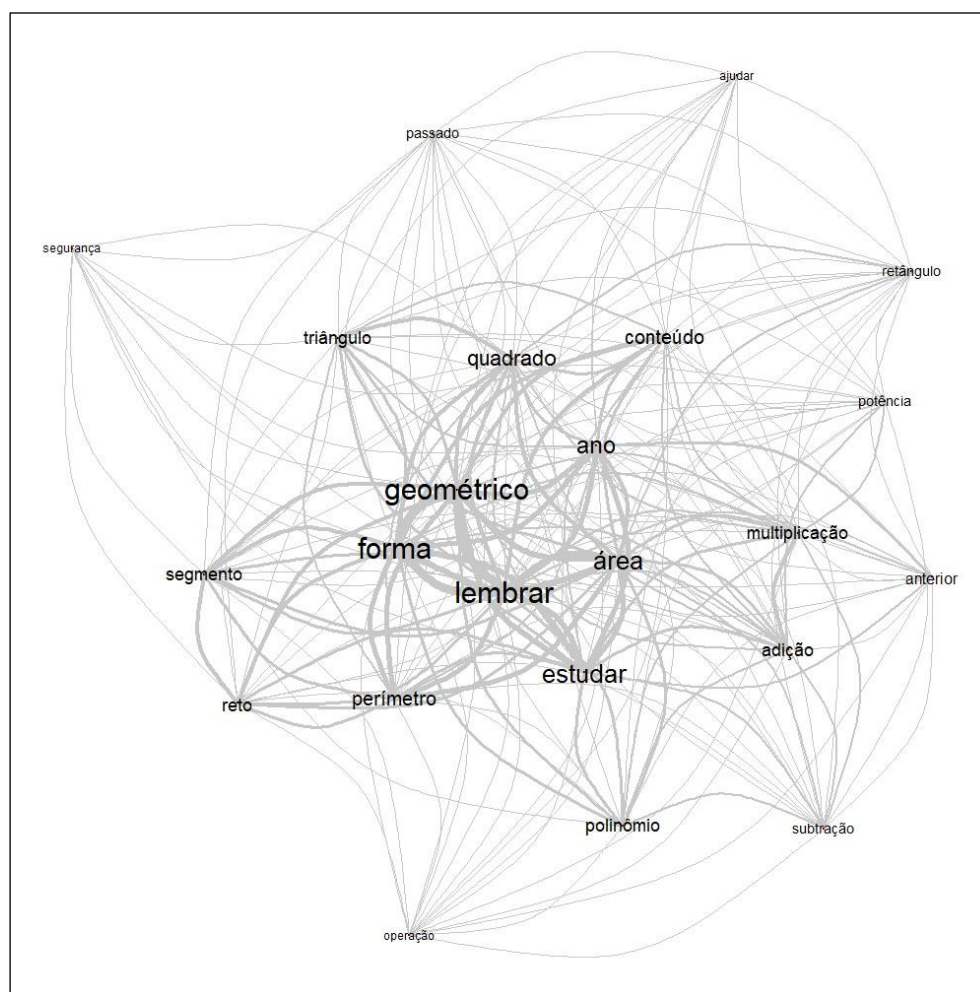 ajudar
passado
segurança
retângulo
triângulo
conteúdo
quadrado
potência
ano
geométrico
multiplicação
forma
área
segmento
anterior
lembrar
adição
estudar
perímetro
reto
polinômio
subtração
operação